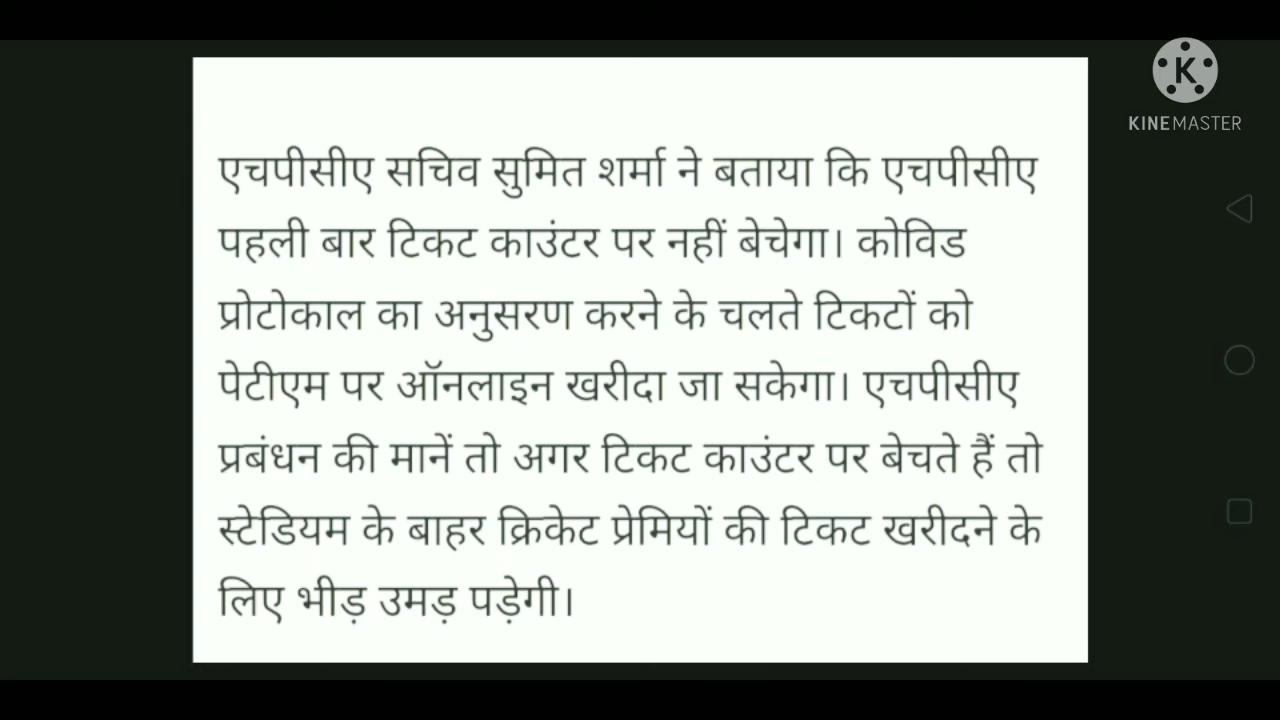 KINEMASTER
एचपीसीए सचिव सुमित शर्मा ने बताया कि एचपीसीए
पहली बार टिकट काउंटर पर नहीं बेचेगा। कोविड
प्रोटोकाल का अनुसरण करने के चलते टिकटों को
पेटीएम पर ऑनलाइन खरीदा जा सकेगा। एचपीसीए
प्रबंधन की मानें तो अगर टिकट काउंटर पर बेचते हैं तो
स्टेडियम के बाहर क्रिकेट प्रेमियों की टिकट खरीदने के
लिए भीड़ उमड़ पड़ेगी।